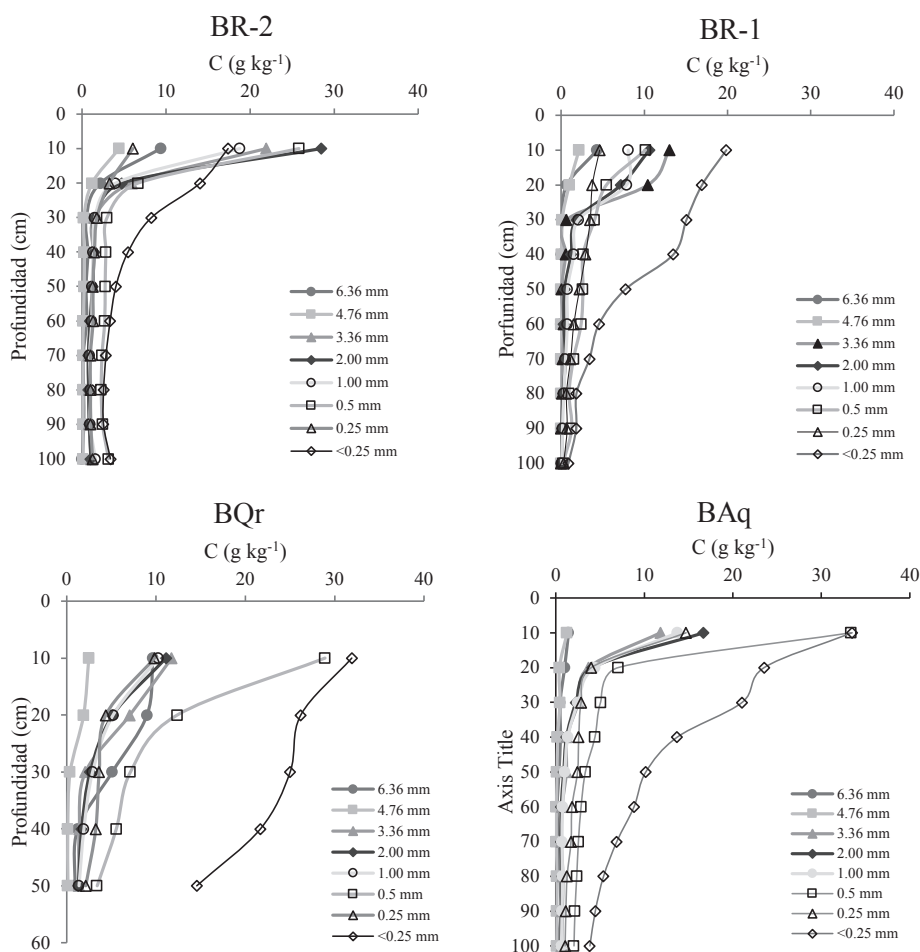 BR-2
C (g kg-1)
0 10 20 30 40
0
10
20
30
40
50
60
70
80
90
100
Profundidad (cm)
6.36 mm
4.76 mm
3.36 mm
2.00 mm
1.00 mm
0.5 mm
0.25 mm
<0.25 mm
BR-1
C (g kg-1)
0 10 20 30 40
0
10
20
30
40
50
60
70
80
90
100
Porfunidad (cm)
6.36 mm
4.76 mm
3.36 mm
2.00 mm
1.00 mm
0.5 mm
0.25 mm
<0.25 mm
BQr
C (g kg-1)
0 10 20 30 40
0
10
20
30
40
50
60
Profundidad (cm)
6.36 mm
4.76 mm
3.36 mm
2.00 mm
1.00 mm
0.5 mm
0.25 mm
<0.25 mm
BAq
C (g kg-1)
0 10 20 30 40
0
10
20
30
40
50
60
70
80
90
100
Axis Title
6.36 mm
4.76 mm
3.36 mm
2.00 mm
1.00 mm
0.5 mm
0.25 mm
<0.25 mm